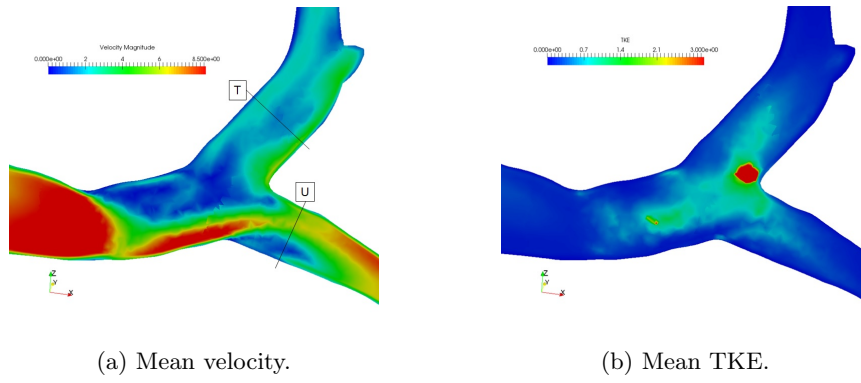 Velocity Magnitude
0.000e+00 2 4 6 8.500e+00
T
U
Z
Y
X
TKE
0.000e+00 0.7 1.4 2.1 3.000e+00
Z
Y
X
(a) Mean velocity.
(b) Mean TKE.